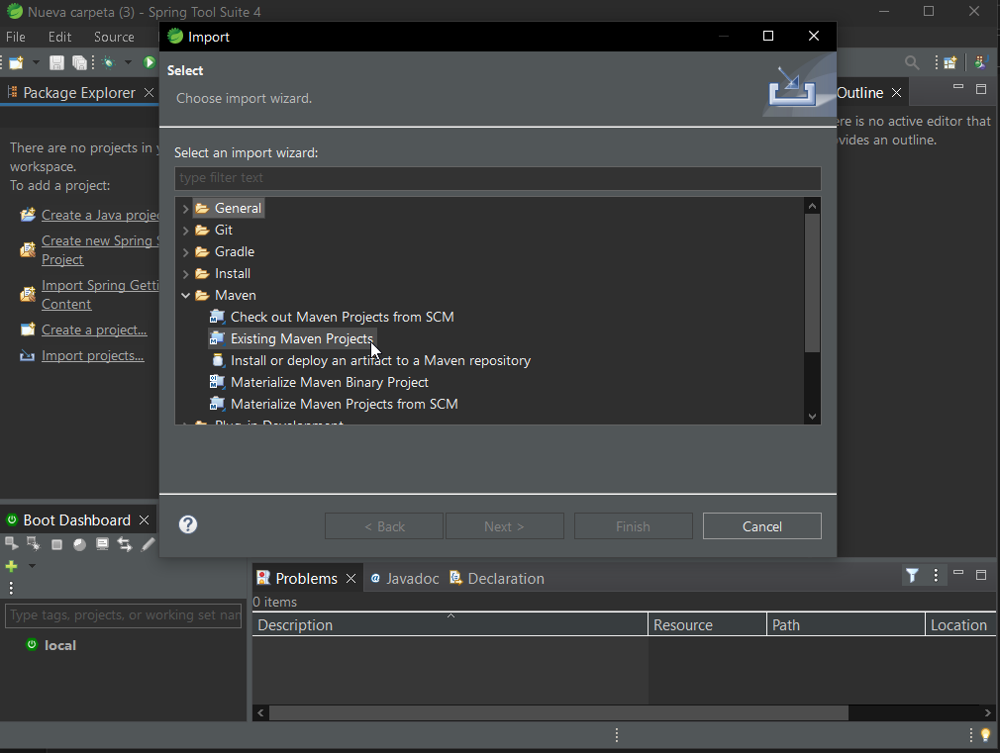 Nueva carpeta (3) - Spring Tool Suite 4
File Edit Source
Import
Select
Choose import wizard.
Package Explorer
There are no projects in
workspace.
To add a project:
Create a Java
Create new Spring
Project
Import Spring
Content
Create a project...
Import projects...
Select an import wizard:
type filter text
General
Git
Gradle
Install
Maven
Check out Maven Projects from SCM
Existing Maven Projects
Install or deploy an artifact to a Maven repository
Materialize Maven Binary Project
Materialize Maven Projects from SCM
Plug-in Development
< Back
Next >
Finish
Cancel
Outline
ere is no active editor that
vides an outline.
Boot Dashboard
Type tags, projects, or working set nam
local
Problems
@ Javadoc
Declaration
0 items
Description
Resource
Path
Location